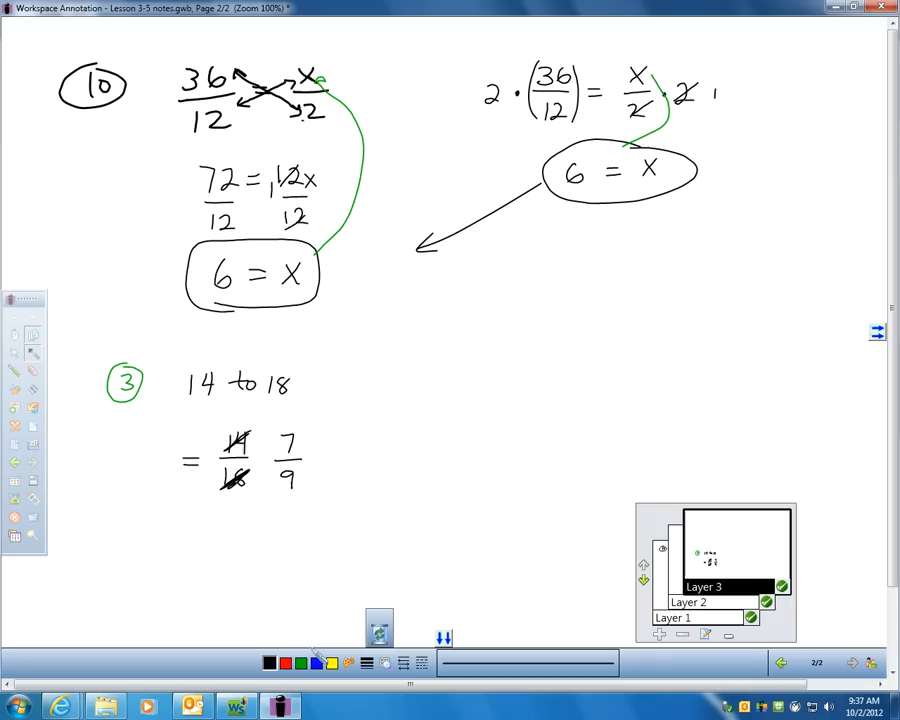 Workspace Annotation - Lesson 3-5 notes.gwb, Page 2/2 (Zoom 100%) *
10
36/12 = x/2
72/12 = 12x/12
6 = x
2 · (36/12) = x/2 · 2
6 = x
3
14 to 18
= 14/18 7/9
Layer 3
Layer 2
Layer 1
2/2
9:37 AM
10/2/2012